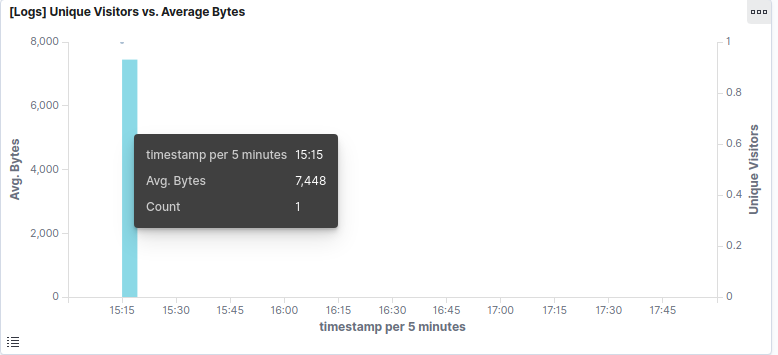 [Logs] Unique Visitors vs. Average Bytes
8,000
6,000
4,000
2,000
0
Avg. Bytes
timestamp per 5 minutes 15:15
Avg. Bytes 7,448
Count 1
1
0.8
0.6
0.4
0.2
0
Unique Visitors
15:15 15:30 15:45 16:00 16:15 16:30 16:45 17:00 17:15 17:30 17:45
timestamp per 5 minutes